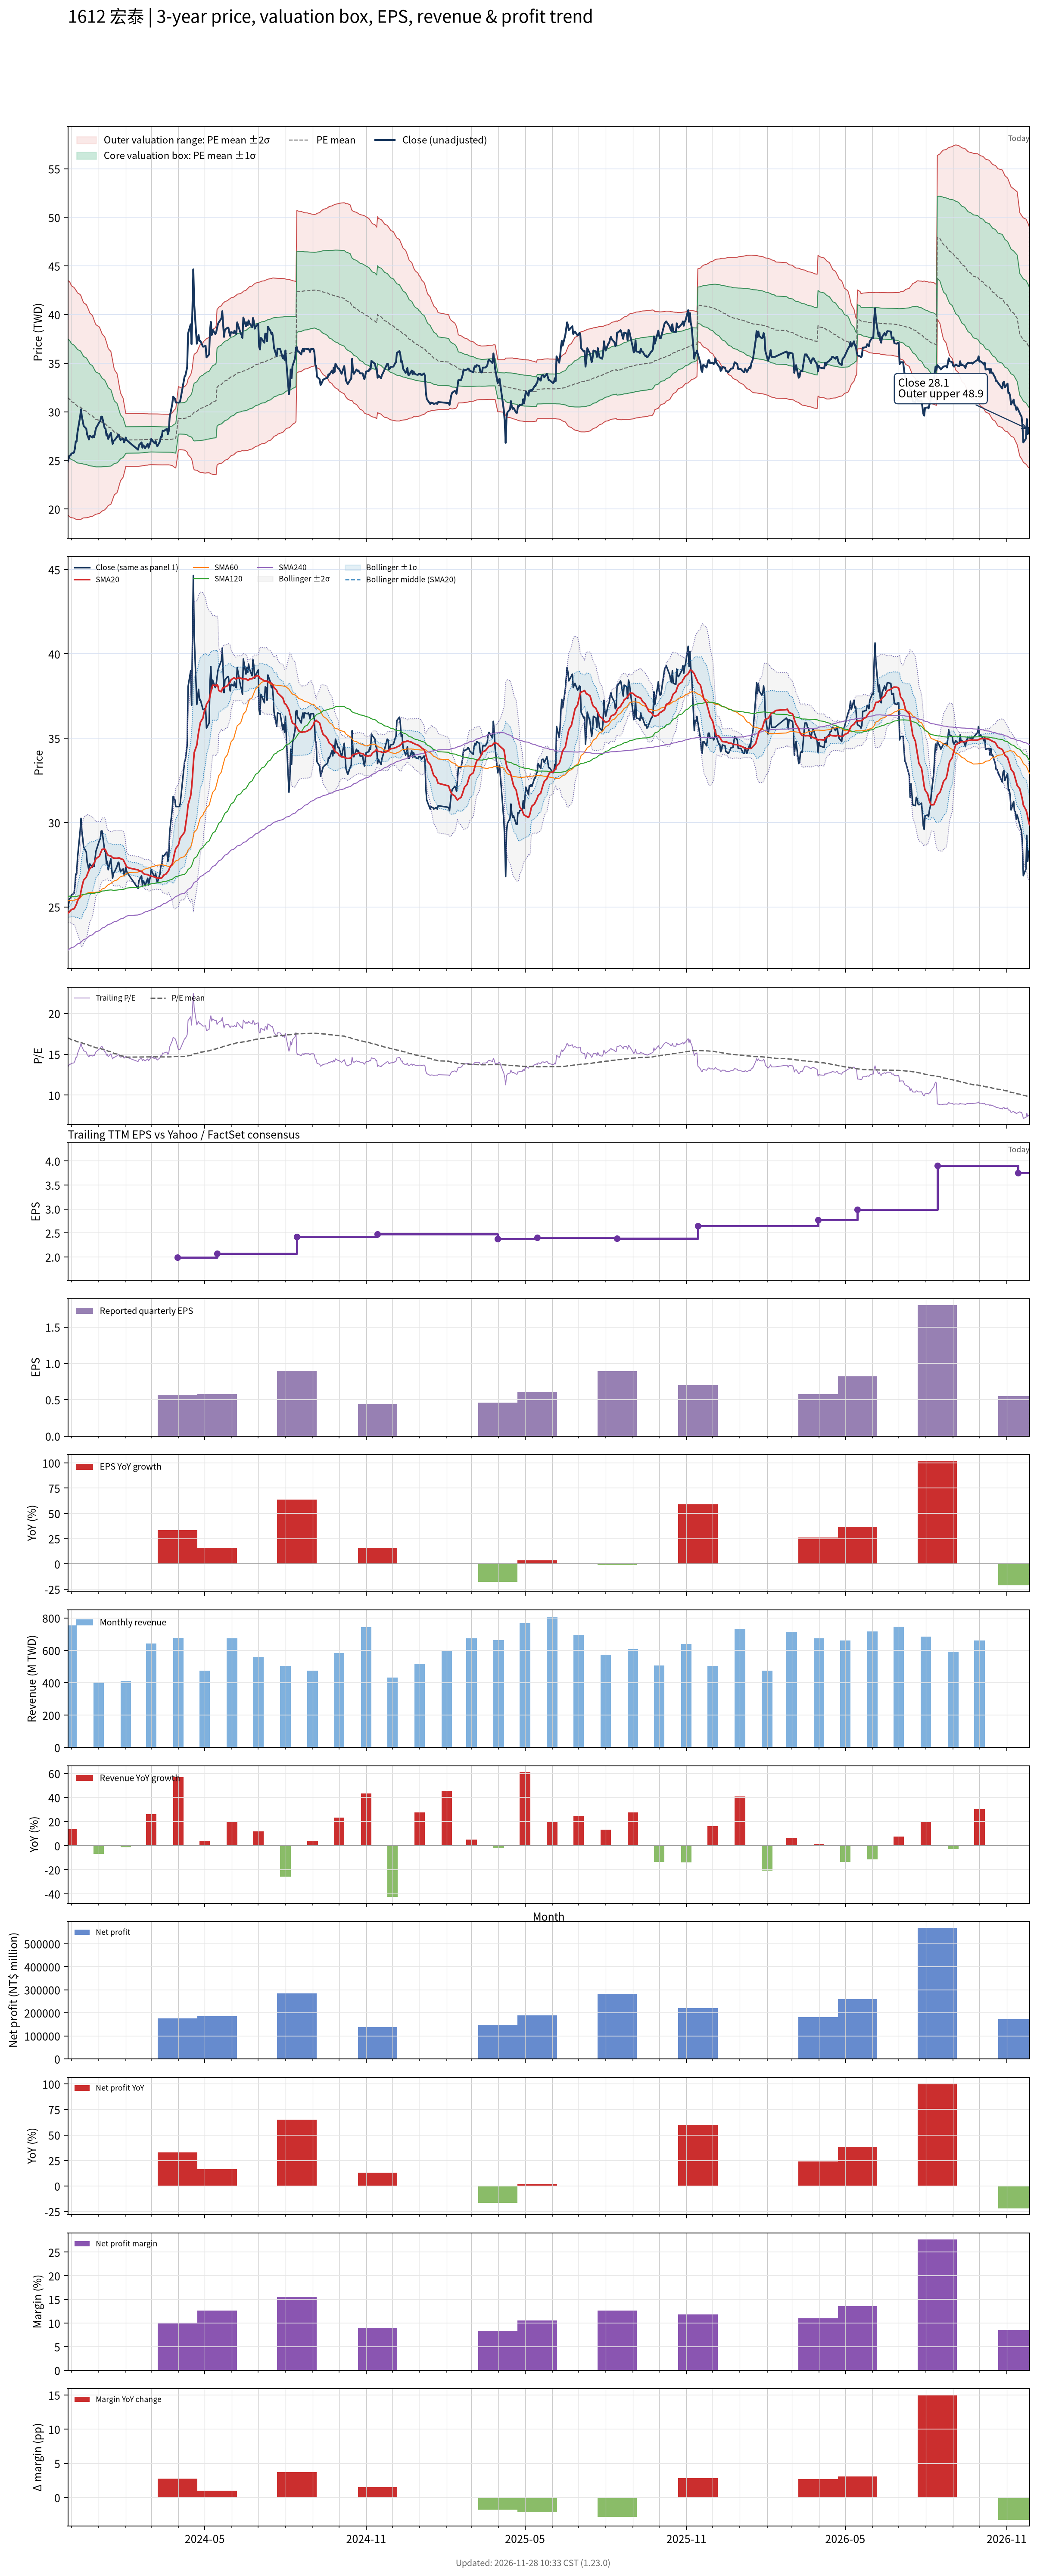 1612 宏泰 | 3-year price, valuation box, EPS, revenue & profit trend
Outer valuation range: PE mean ±2σ
PE mean
Close (unadjusted)
Core valuation box: PE mean ±1σ
Today
55
50
45
40
35
30
25
20
Price (TWD)
Close 28.1
Outer upper 48.9
Close (same as panel 1)
SMA60
SMA240
Bollinger ±1σ
SMA20
SMA120
Bollinger ±2σ
Bollinger middle (SMA20)
45
40
35
30
25
Price
Trailing P/E
P/E mean
20
15
10
P/E
Trailing TTM EPS vs Yahoo / FactSet consensus
Today
4.0
3.5
3.0
2.5
2.0
EPS
Reported quarterly EPS
1.5
1.0
0.5
0.0
EPS
EPS YoY growth
100
75
50
25
0
-25
YoY (%)
Monthly revenue
800
600
400
200
0
Revenue (M TWD)
Revenue YoY growth
60
40
20
0
-20
-40
YoY (%)
Month
Net profit
500000
400000
300000
200000
100000
0
Net profit (NT$ million)
Net profit YoY
100
75
50
25
0
-25
YoY (%)
Net profit margin
25
20
15
10
5
0
Margin (%)
Margin YoY change
15
10
5
0
Δ margin (pp)
2024-05
2024-11
2025-05
2025-11
2026-05
2026-11
Updated: 2026-11-28 10:33 CST (1.23.0)